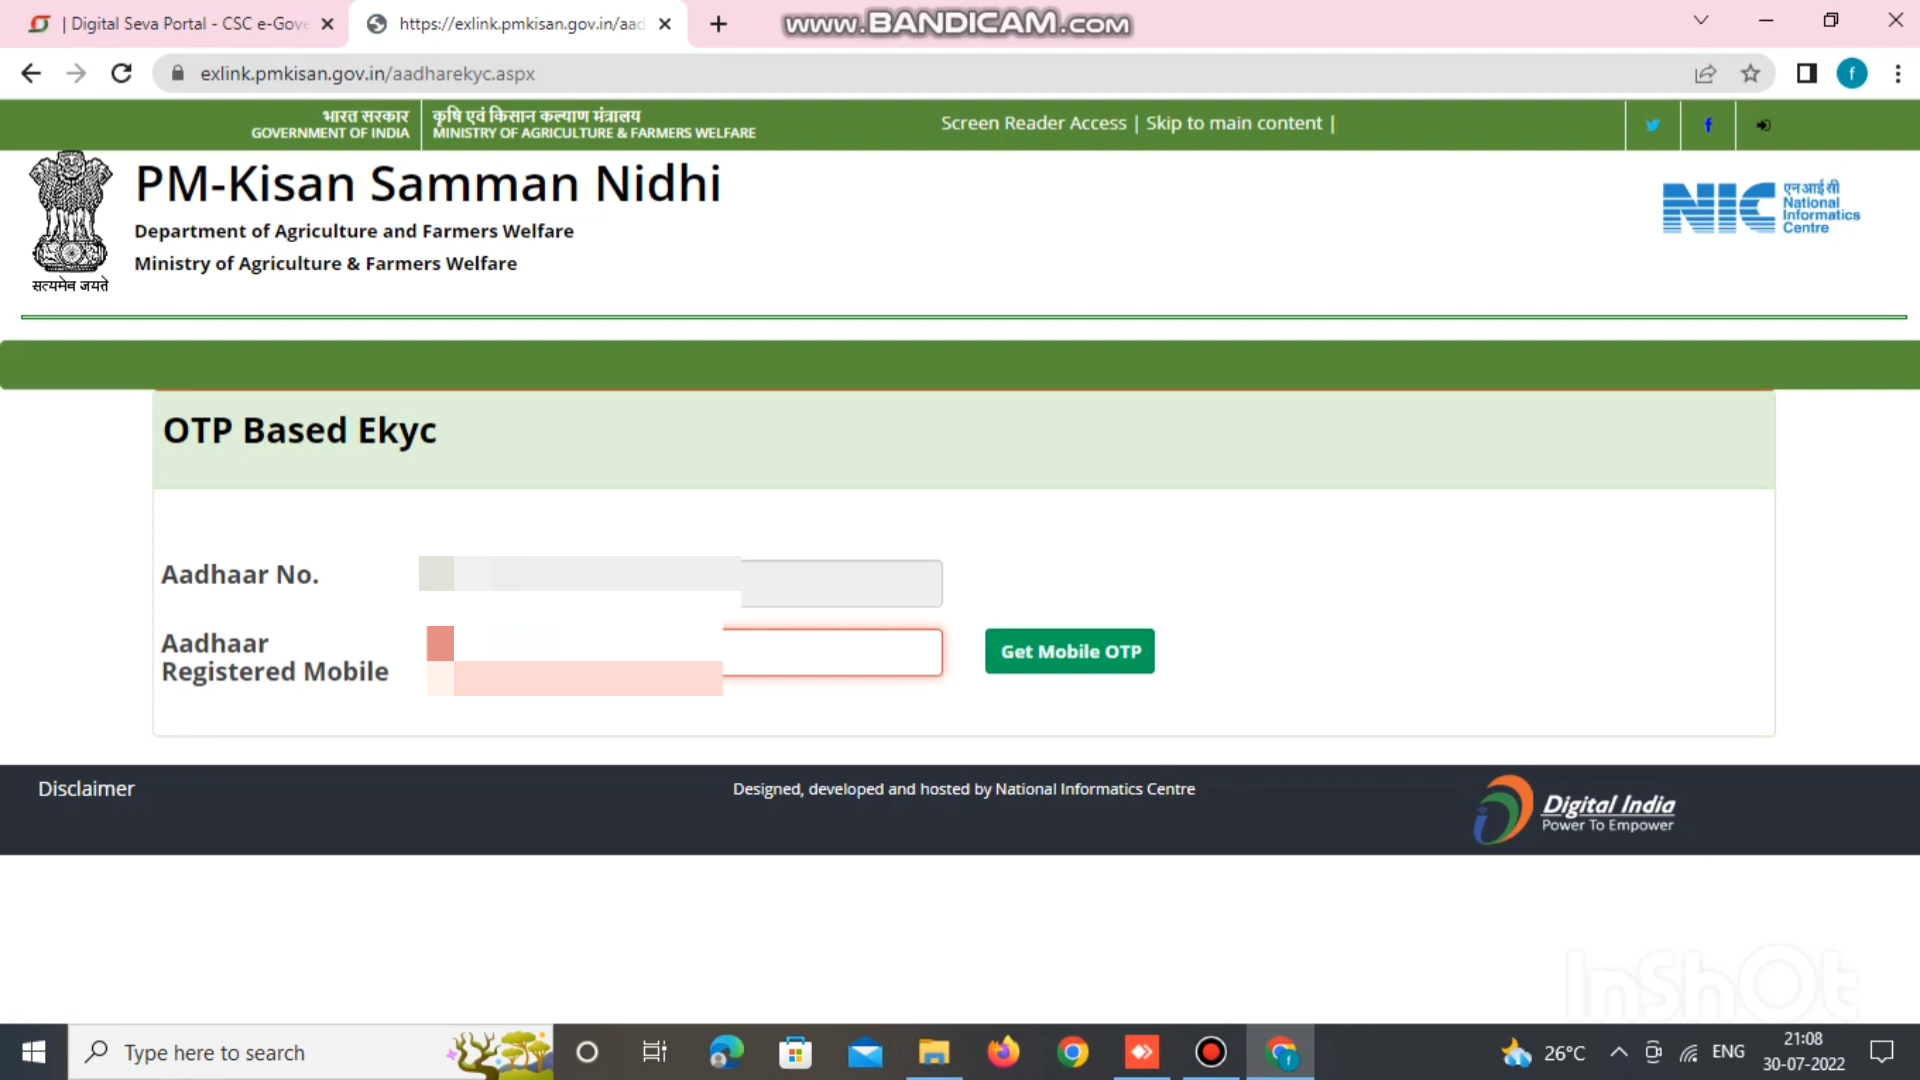 | Digital Seva Portal - CSC e-Gove
https://exlink.pmkisan.gov.in/aad
www.BANDICAM.com
exlink.pmkisan.gov.in/aadharekyc.aspx
f
भारत सरकार
GOVERNMENT OF INDIA
कृषि एवं किसान कल्याण मंत्रालय
MINISTRY OF AGRICULTURE & FARMERS WELFARE
Screen Reader Access | Skip to main content |
PM-Kisan Samman Nidhi
Department of Agriculture and Farmers Welfare
Ministry of Agriculture & Farmers Welfare
सत्यमेव जयते
NIC
एन आई सी
National
Informatics
Centre
OTP Based Ekyc
Aadhaar No.
Aadhaar
Registered Mobile
Get Mobile OTP
Disclaimer
Designed, developed and hosted by National Informatics Centre
Digital India
Power To Empower
InShOt
Type here to search
26°C
ENG
21:08
30-07-2022